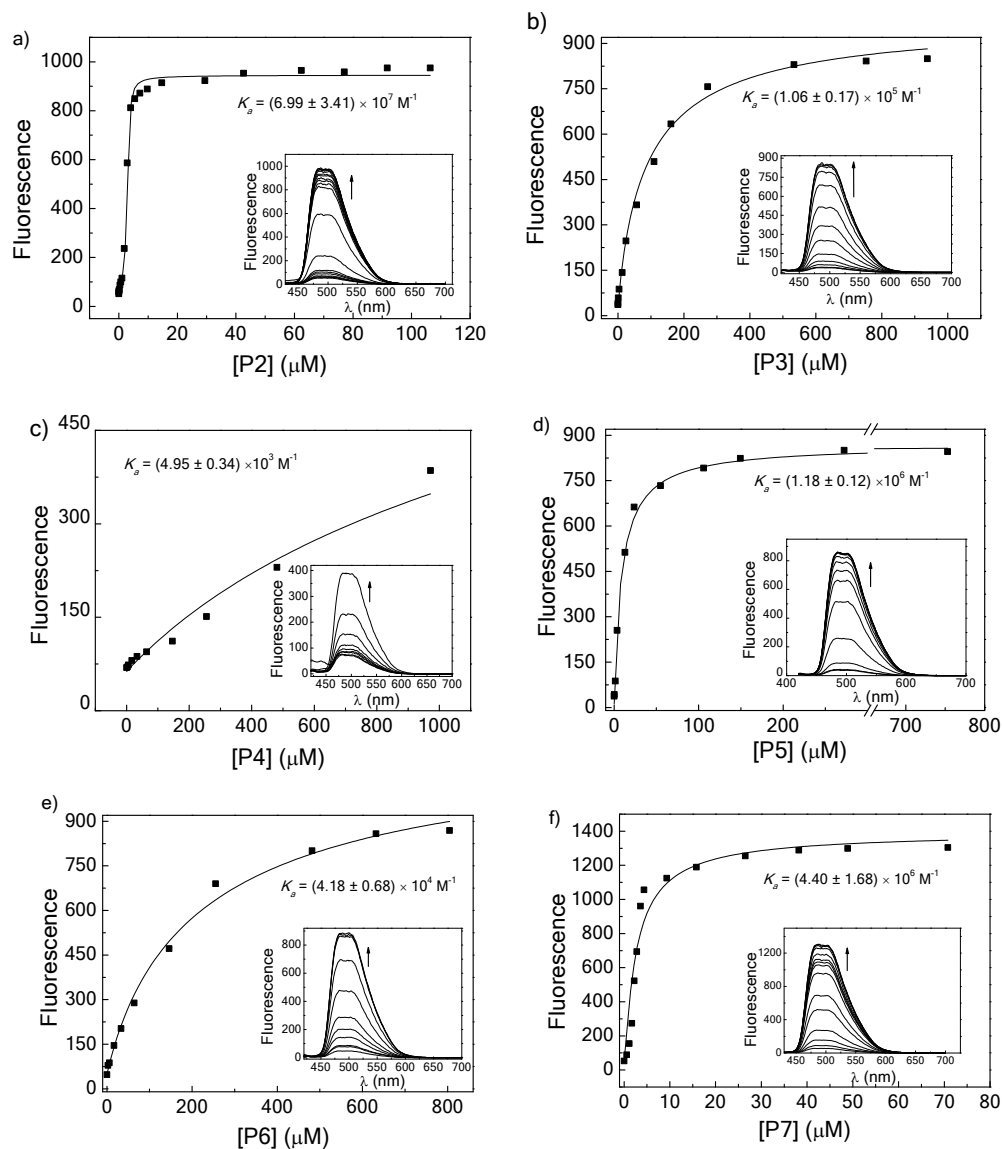 a)
Fluorescence
1000
800
600
400
200
0
K_a = (6.99 ± 3.41) × 10^7 M^-1
Fluorescence
1000
800
600
400
200
0
450 500 550 600 650 700
λ (nm)
0 20 40 60 80 100 120
[P2] (μM)
b)
Fluorescence
900
750
600
450
300
150
0
K_a = (1.06 ± 0.17) × 10^5 M^-1
Fluorescence
900
750
600
450
300
150
0
450 500 550 600 650 700
λ (nm)
0 200 400 600 800 1000
[P3] (μM)
c)
Fluorescence
450
300
150
0
K_a = (4.95 ± 0.34) ×10^3 M^-1
Fluorescence
400
300
200
100
0
450 500 550 600 650 700
λ (nm)
0 200 400 600 800 1000
[P4] (μM)
d)
Fluorescence
900
750
600
450
300
150
0
K_a = (1.18 ± 0.12) ×10^6 M^-1
Fluorescence
800
600
400
200
0
400 500 600 700
λ (nm)
0 100 200 700 800
[P5] (μM)
e)
Fluorescence
900
750
600
450
300
150
0
K_a = (4.18 ± 0.68) × 10^4 M^-1
Fluorescence
800
600
400
200
0
450 500 550 600 650 700
λ (nm)
0 200 400 600 800
[P6] (μM)
f)
Fluorescence
1400
1200
1000
800
600
400
200
0
K_a = (4.40 ± 1.68) × 10^6 M^-1
Fluorescence
1200
800
400
0
450 500 550 600 650 700
λ (nm)
0 10 20 30 40 50 60 70 80
[P7] (μM)